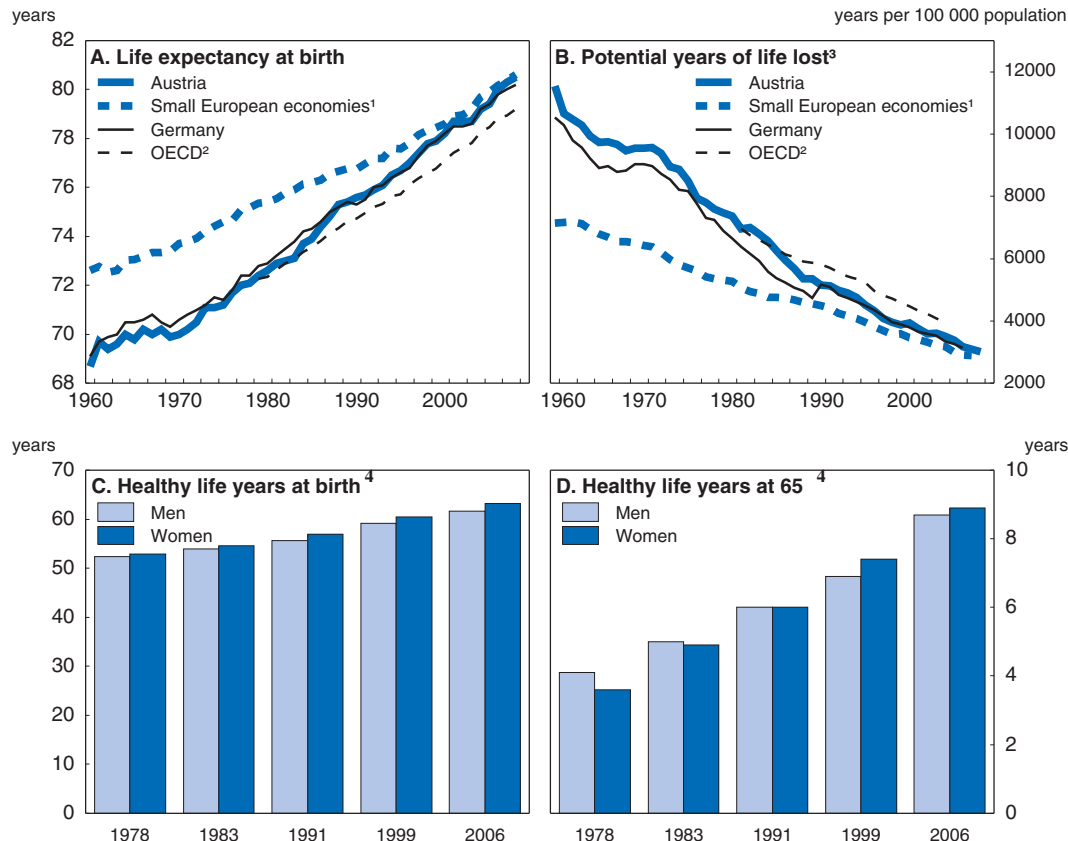 years
years per 100 000 population
A. Life expectancy at birth
Austria
Small European economies¹
Germany
OECD²
82
80
78
76
74
72
70
68
1960 1970 1980 1990 2000
B. Potential years of life lost³
Austria
Small European economies¹
Germany
OECD²
12000
10000
8000
6000
4000
2000
1960 1970 1980 1990 2000
years
C. Healthy life years at birth⁴
Men
Women
70
60
50
40
30
20
10
0
1978 1983 1991 1999 2006
years
D. Healthy life years at 65 ⁴
Men
Women
10
8
6
4
2
0
1978 1983 1991 1999 2006